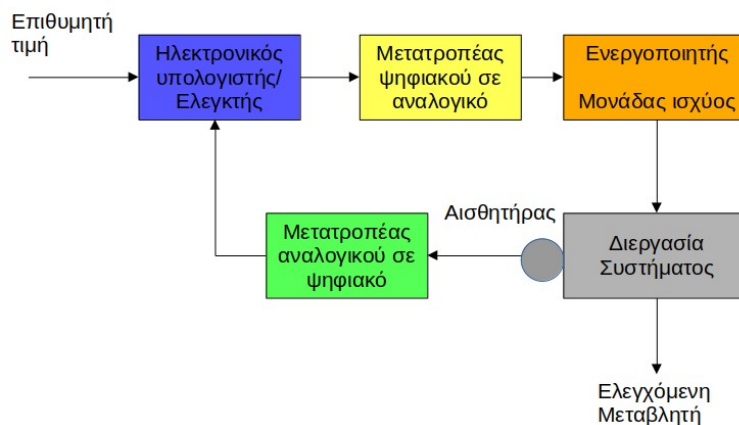 Επιθυμητή
τιμή
Ηλεκτρονικός
υπολογιστής/
Ελεγκτής
Μετατροπέας
ψηφιακού σε
αναλογικό
Ενεργοποιητής
Μονάδας ισχύος
Αισθητήρας
Μετατροπέας
αναλογικού σε
ψηφιακό
Διεργασία
Συστήματος
Ελεγχόμενη
Μεταβλητή